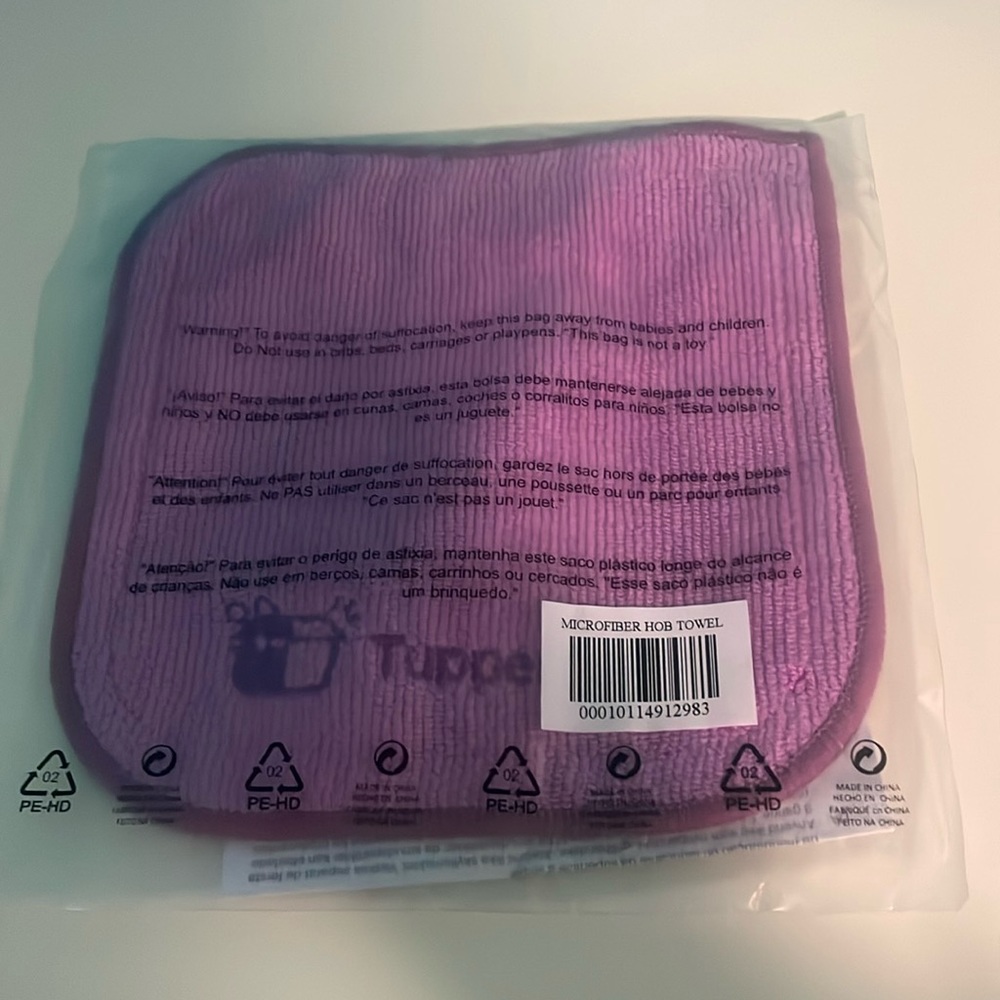 "Warning!" To avoid danger of suffocation, keep this bag away from babies and children.
Do Not use in cribs, beds, carriages or playpens. "This bag is not a toy"
"¡Aviso!" Para evitar el daño por asfixia, esta bolsa debe mantenerse alejada de bebés y
niños y NO debe usarse en cunas, camas, coches o corralitos para niños. "Esta bolsa no
es un juguete."
"Attention!" Pour éviter tout danger de suffocation, gardez le sac hors de portée des bébés
et des enfants. Ne PAS utiliser dans un berceau, une poussette ou un parc pour enfants.
"Ce sac n'est pas un jouet."
"Atenção!" Para evitar o perigo de asfixia, mantenha este saco plástico longe do alcance
de crianças. Não use em berços, camas, carrinhos ou cercados. "Esse saco plástico não é
um brinquedo."
Tuppe
MICROFIBER HOB TOWEL
00010114912983
02
PE-HD
02
PE-HD
MADE IN CHINA
02
PE-HD
02
PE-HD
MADE IN CHINA
HECHO EN CHINA
FABRIQUÉ EN CHINA
FEITO NA CHINA